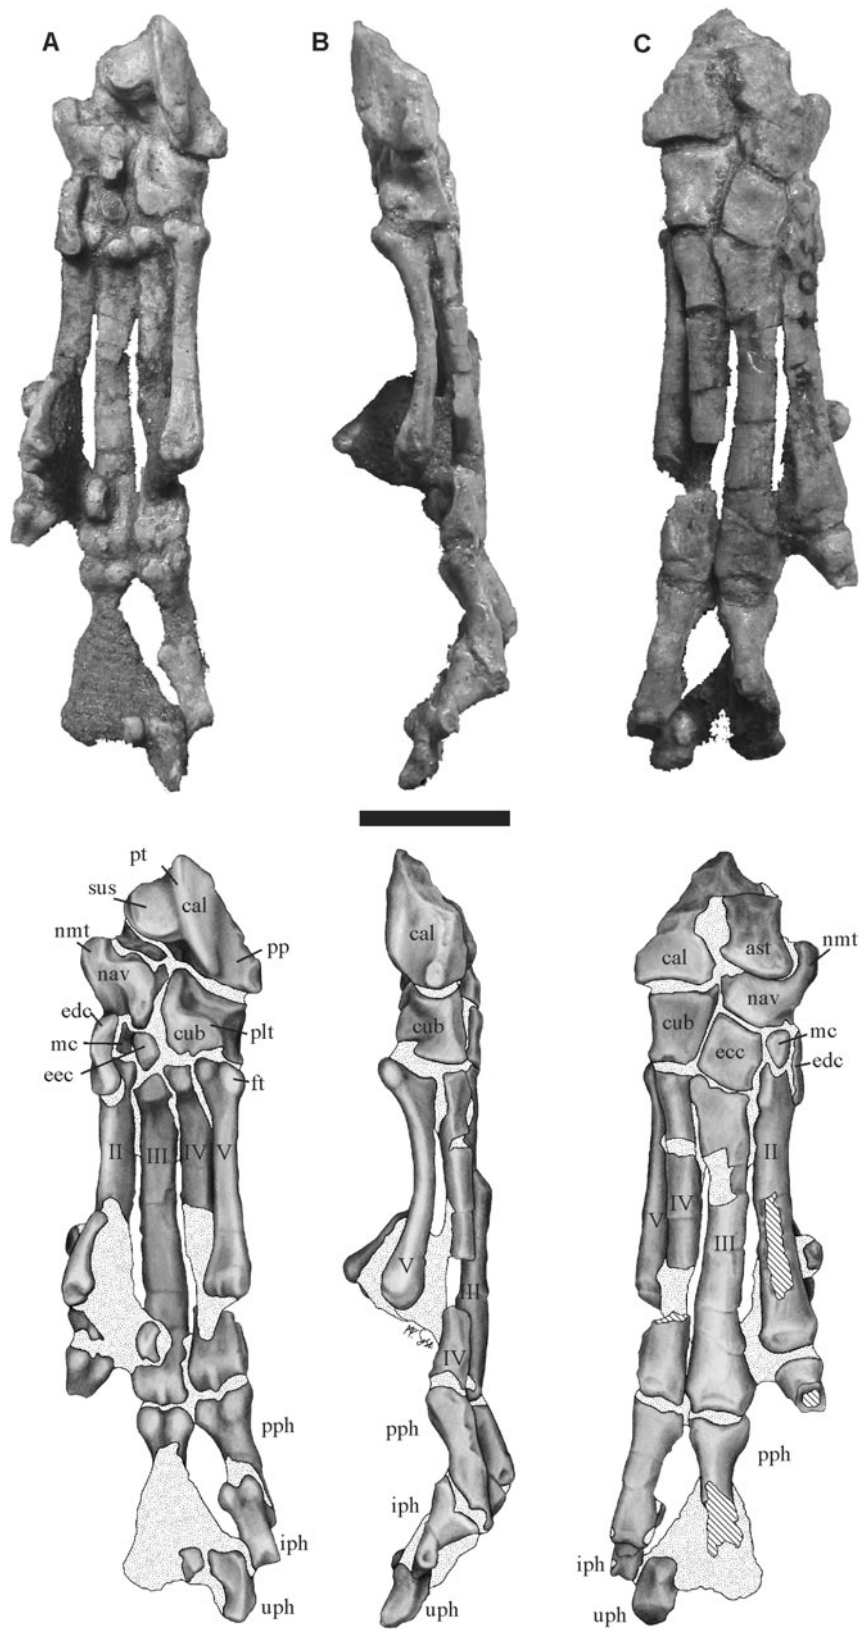 A
B
C
pt
sus
cal
nmt
pp
nav
edc
cub
plt
mc
eec
ft
II
III
IV
V
pph
iph
uph
cal
cub
V
III
IV
pph
iph
uph
cal
ast
nmt
nav
cub
mc
ecc
edc
II
IV
V
III
pph
iph
uph